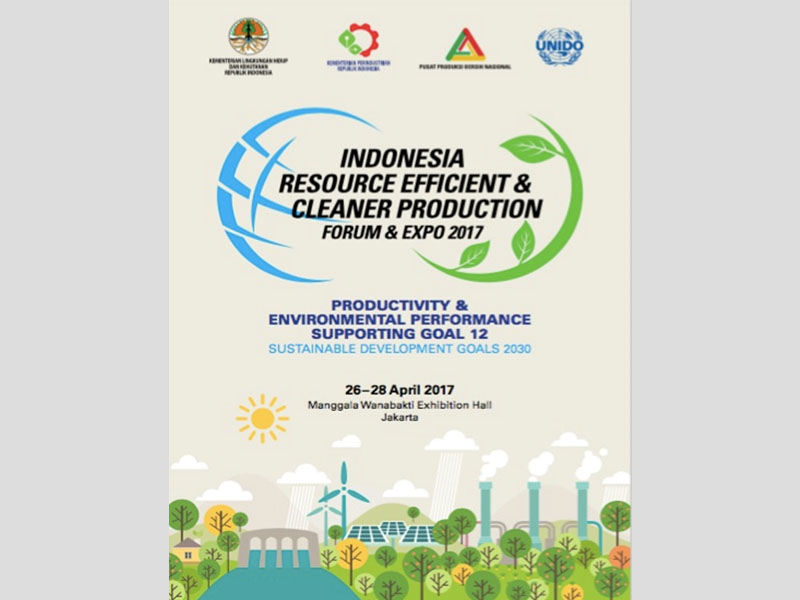 KEMENTERIAN LINGKUNGAN HIDUP
DAN KEHUTANAN
REPUBLIK INDONESIA
KEMENTERIAN PERINDUSTRIAN
REPUBLIK INDONESIA
PUSAT PRODUKSI BERSIH NASIONAL
UNIDO
INDONESIA
RESOURCE EFFICIENT &
CLEANER PRODUCTION
FORUM & EXPO 2017
PRODUCTIVITY &
ENVIRONMENTAL PERFORMANCE
SUPPORTING GOAL 12
SUSTAINABLE DEVELOPMENT GOALS 2030
26–28 April 2017
Manggala Wanabakti Exhibition Hall
Jakarta